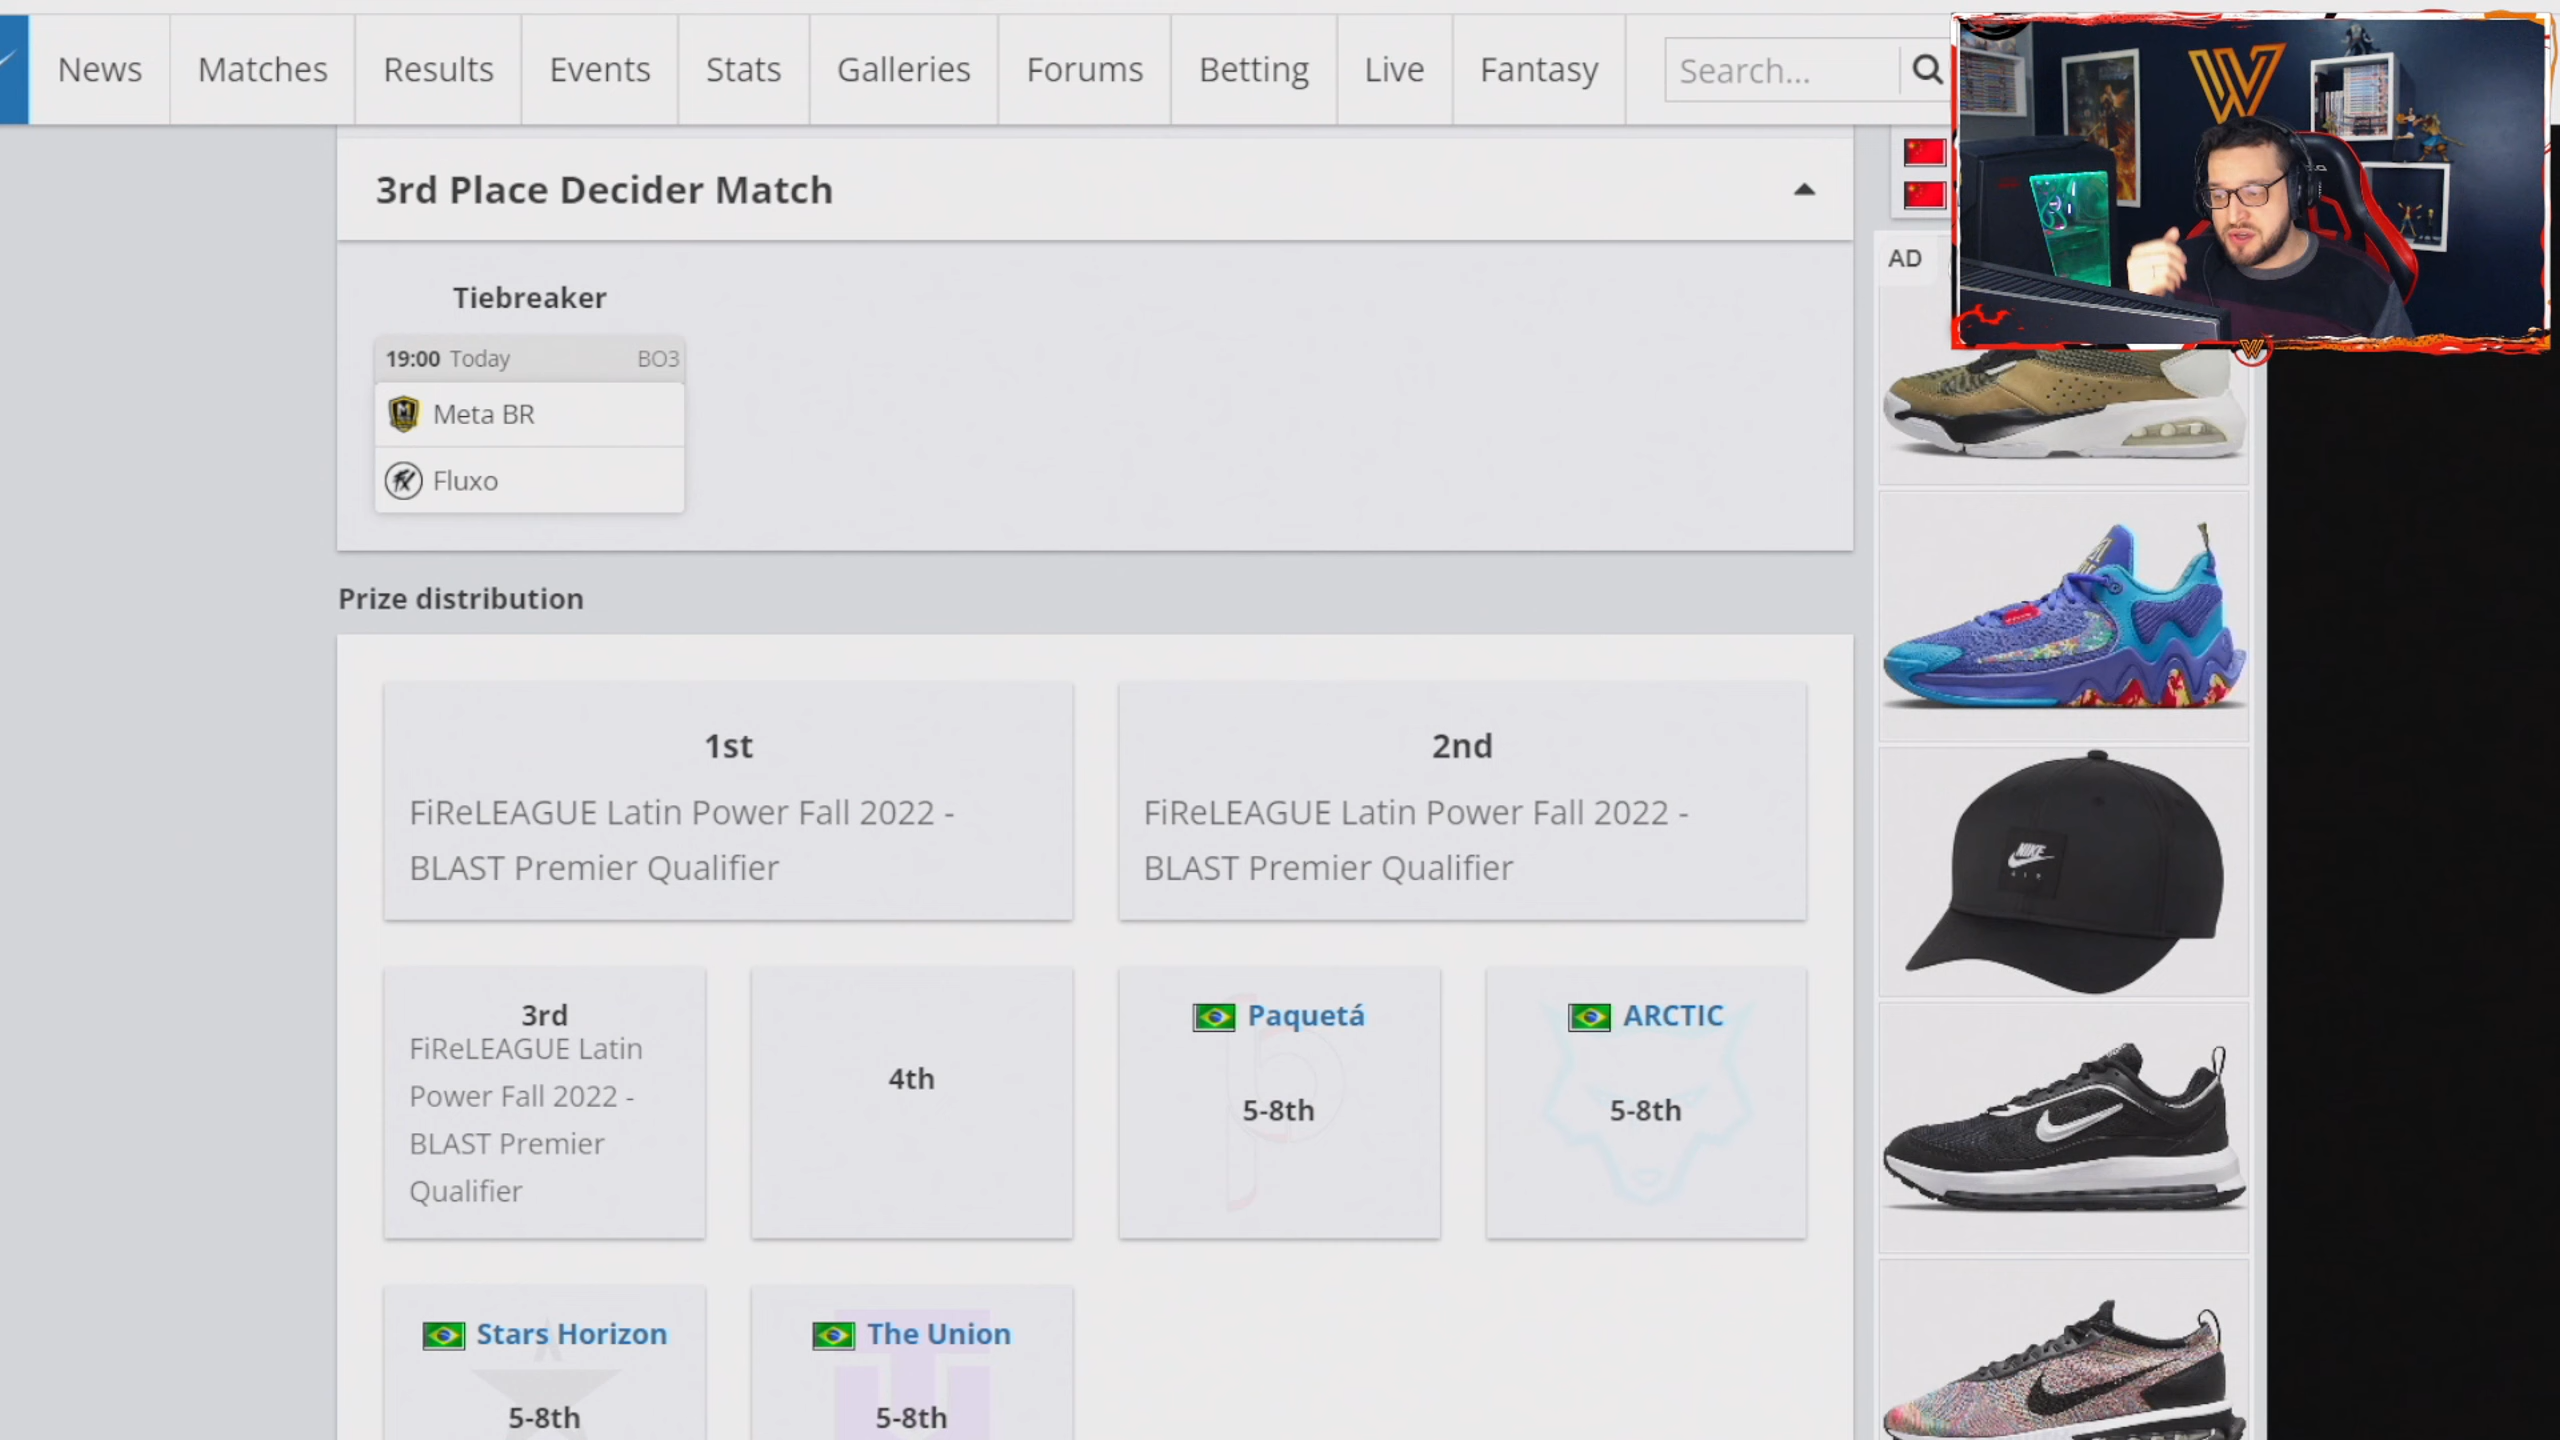 News Matches Results Events Stats Galleries Forums Betting Live Fantasy Search...
3rd Place Decider Match
AD
Tiebreaker
19:00 Today BO3
Meta BR
Fluxo
Prize distribution
1st
FiReLEAGUE Latin Power Fall 2022 -
BLAST Premier Qualifier
2nd
FiReLEAGUE Latin Power Fall 2022 -
BLAST Premier Qualifier
3rd
FiReLEAGUE Latin
Power Fall 2022 -
BLAST Premier
Qualifier
4th
Paquetá
5-8th
ARCTIC
5-8th
NIKE
AIR
Stars Horizon
5-8th
The Union
5-8th